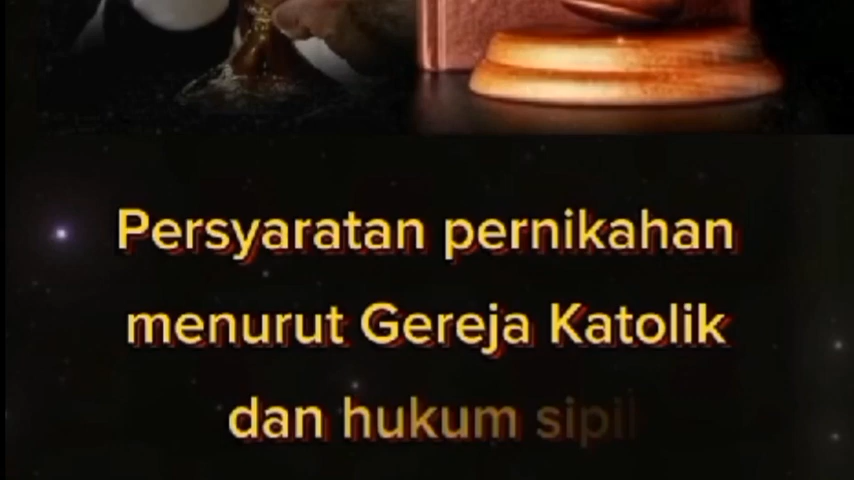 Persyaratan pernikahan
menurut Gereja Katolik
dan hukum sipil